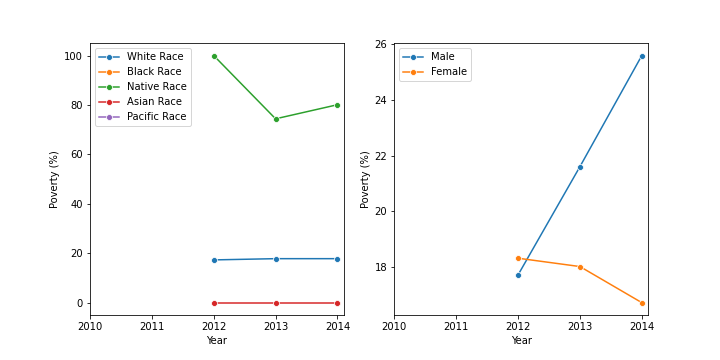 100
80
60
40
20
0
Poverty (%)
White Race
Black Race
Native Race
Asian Race
Pacific Race
2010 2011 2012 2013 2014
Year
26
24
22
20
18
Poverty (%)
Male
Female
2010 2011 2012 2013 2014
Year